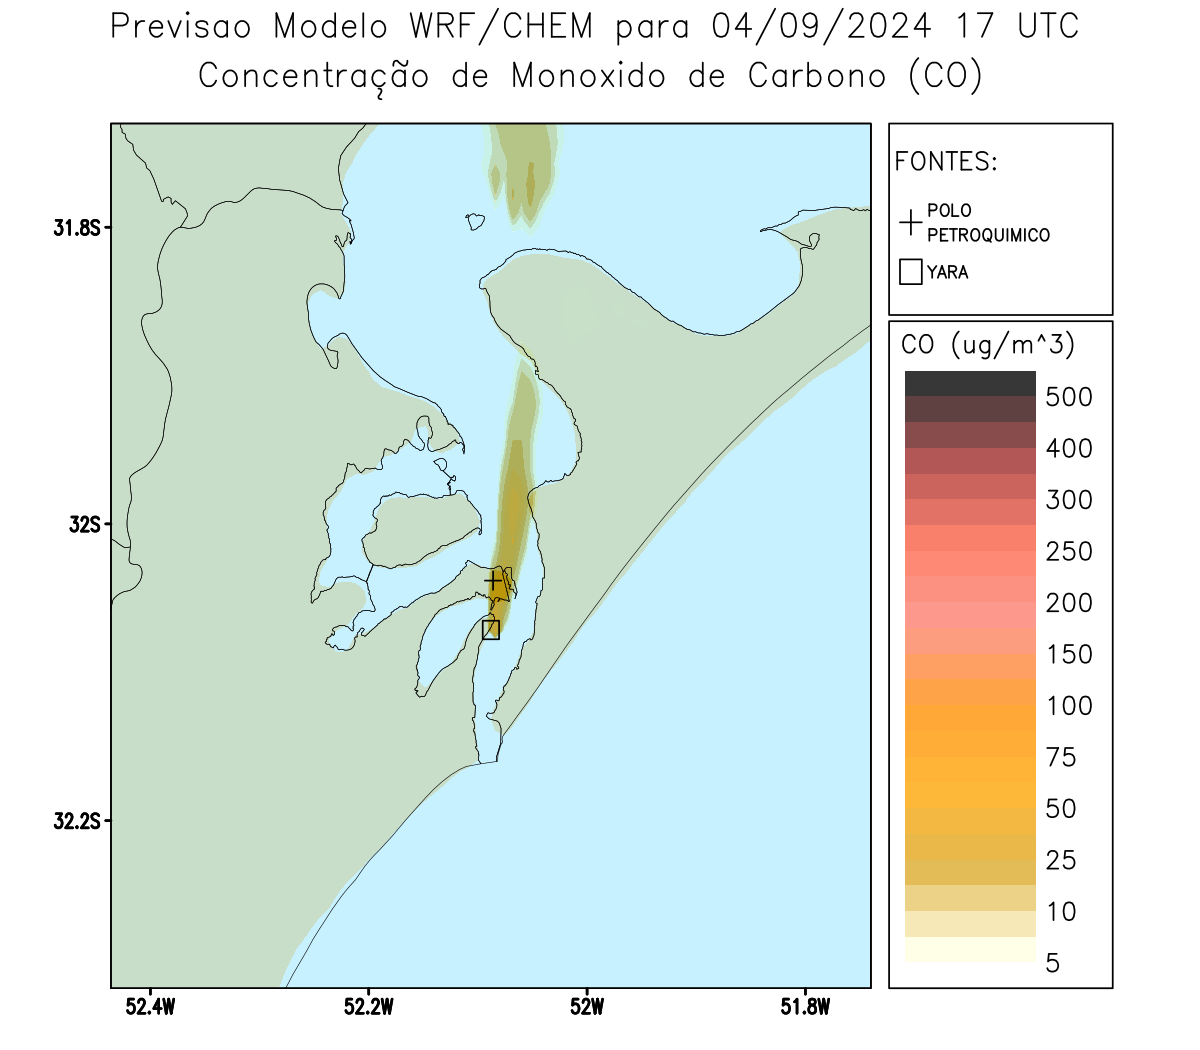 Previsao Modelo WRF/CHEM para 04/09/2024 17 UTC
Concentração de Monoxido de Carbono (CO)
FONTES:
POLO
PETROQUIMICO
YARA
CO (ug/m^3)
500
400
300
250
200
150
100
75
50
25
10
5
31.8S
32S
32.2S
52.4W
52.2W
52W
51.8W